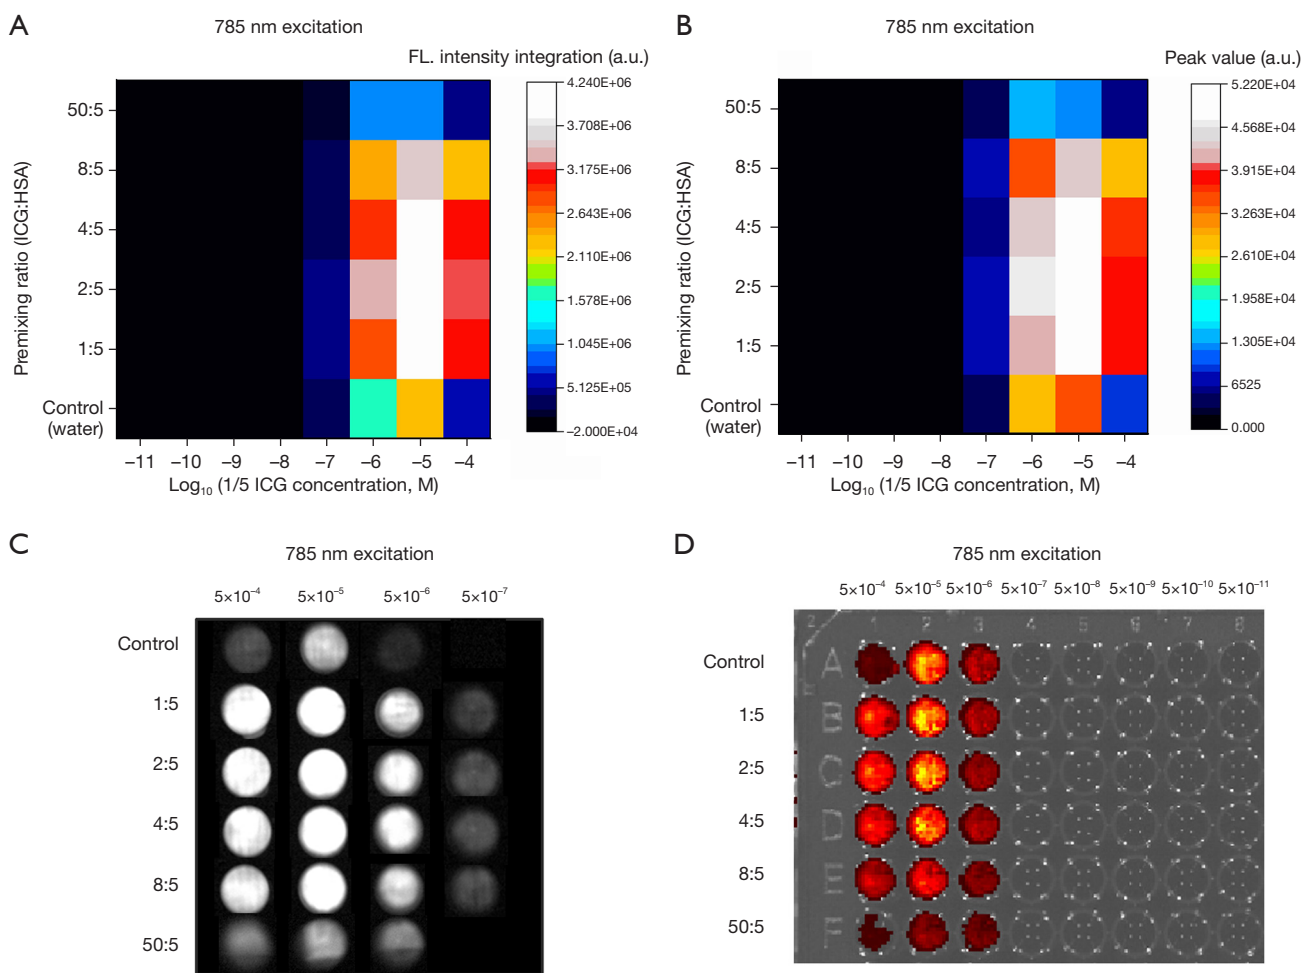 A
785 nm excitation
FL. intensity integration (a.u.)
Premixing ratio (ICG:HSA)
50:5
8:5
4:5
2:5
1:5
Control
(water)
–11 –10 –9 –8 –7 –6 –5 –4
Log₁₀ (1/5 ICG concentration, M)
4.240E+06
3.708E+06
3.175E+06
2.643E+06
2.110E+06
1.578E+06
1.045E+06
5.125E+05
–2.000E+04
B
785 nm excitation
Peak value (a.u.)
Premixing ratio (ICG:HSA)
50:5
8:5
4:5
2:5
1:5
Control
(water)
–11 –10 –9 –8 –7 –6 –5 –4
Log₁₀ (1/5 ICG concentration, M)
5.220E+04
4.568E+04
3.915E+04
3.263E+04
2.610E+04
1.958E+04
1.305E+04
6525
0.000
C
785 nm excitation
5×10⁻⁴ 5×10⁻⁵ 5×10⁻⁶ 5×10⁻⁷
Control
1:5
2:5
4:5
8:5
50:5
D
785 nm excitation
5×10⁻⁴ 5×10⁻⁵ 5×10⁻⁶ 5×10⁻⁷ 5×10⁻⁸ 5×10⁻⁹ 5×10⁻¹⁰ 5×10⁻¹¹
2 1 2 3 4 5 6 7 8
Control A
1:5 B
2:5 C
4:5 D
8:5 E
50:5 F